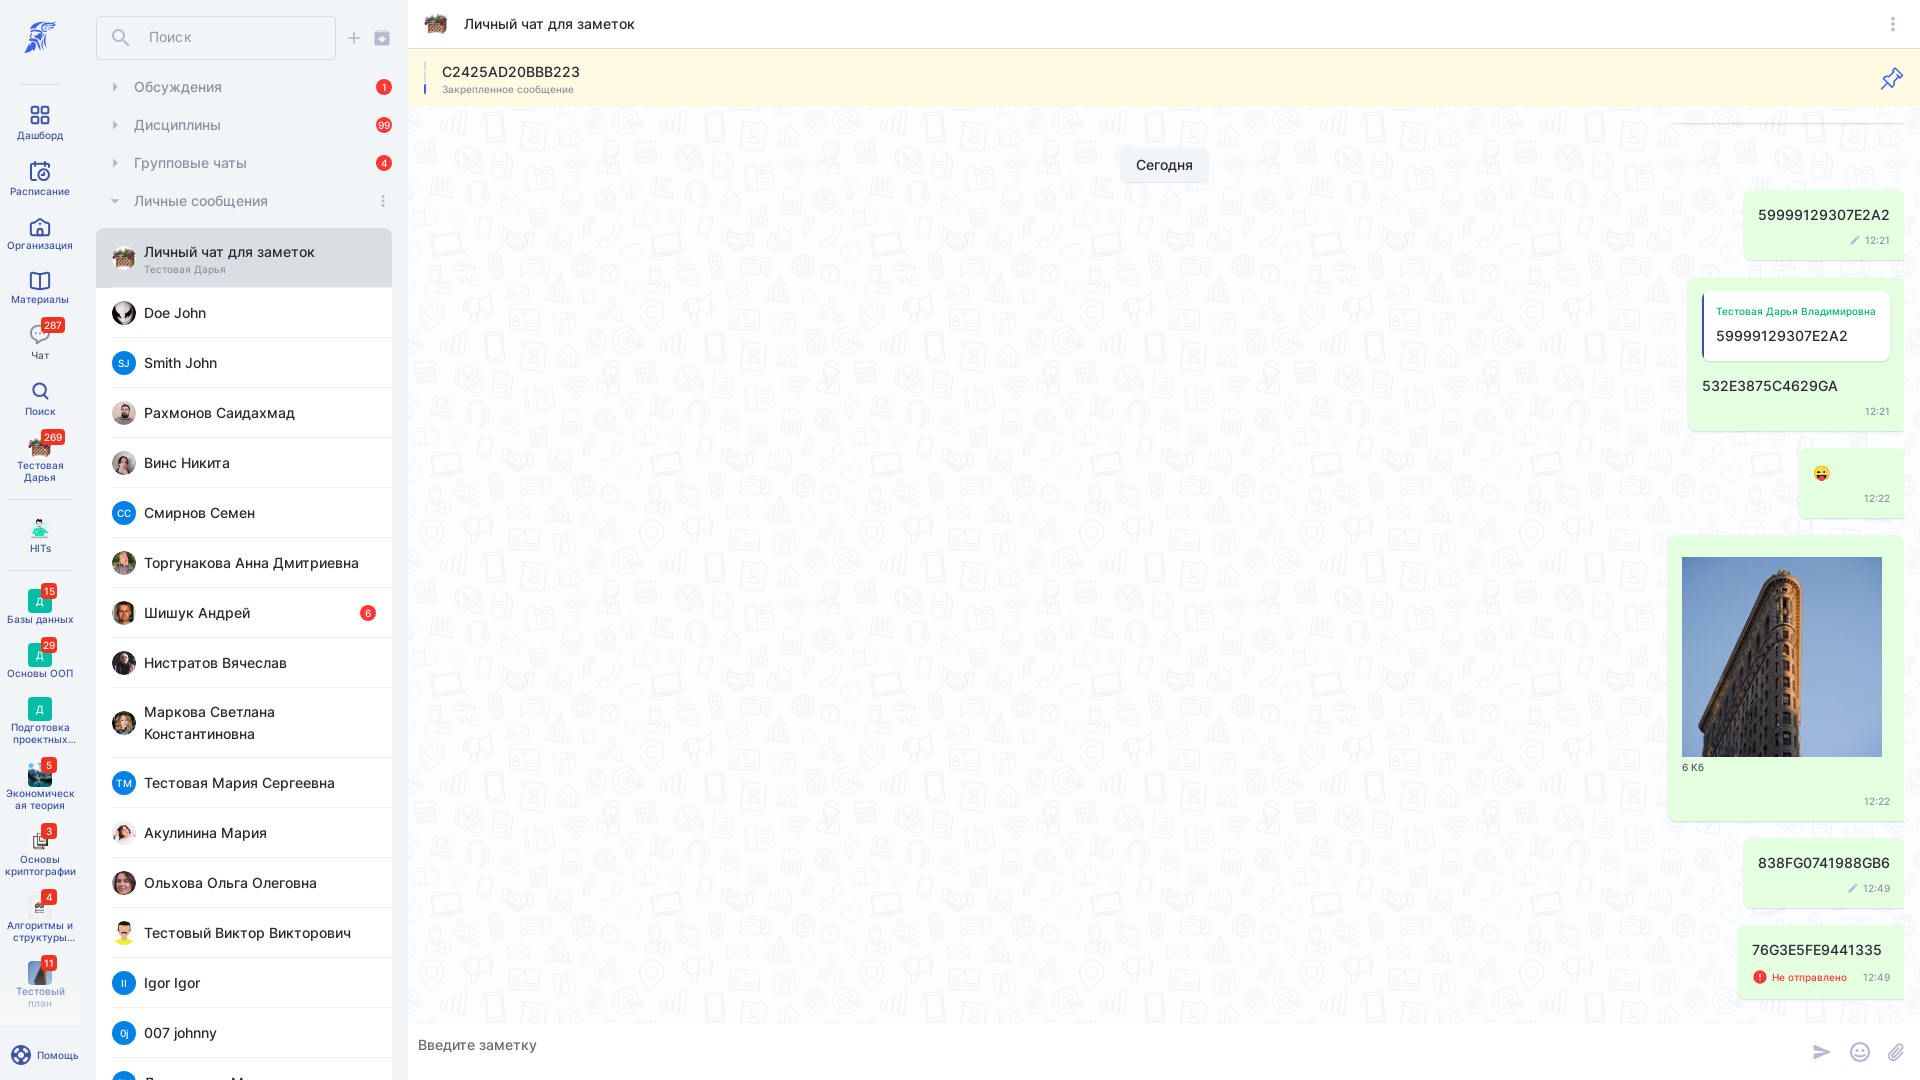 Дашборд
Расписание
Организация
Материалы
287
Чат
Поиск
269
Тестовая
Дарья
HITs
15
Д
Базы данных
29
Д
Основы ООП
Д
Подготовка
проектных...
5
Экономическ
ая теория
3
Основы
криптографии
4
Алгоритмы и
структуры...
11
Тестовый
план
Помощь
Поиск
Обсуждения
1
Дисциплины
99
Групповые чаты
4
Личные сообщения
Личный чат для заметок
Тестовая Дарья
Doe John
SJ
Smith John
Рахмонов Саидахмад
Винс Никита
СС
Смирнов Семен
Торгунакова Анна Дмитриевна
Шишук Андрей
6
Нистратов Вячеслав
Маркова Светлана
Константиновна
ТМ
Тестовая Мария Сергеевна
Акулинина Мария
Ольхова Ольга Олеговна
Тестовый Виктор Викторович
II
Igor Igor
0j
007 johnny
Личный чат для заметок
C2425AD20BBB223
Закрепленное сообщение
Сегодня
59999129307E2A2
12:21
Тестовая Дарья Владимировна
59999129307E2A2
532E3875C4629GA
12:21
12:22
6 Кб
12:22
838FG0741988GB6
12:49
76G3E5FE9441335
Не отправлено
12:49
Введите заметку